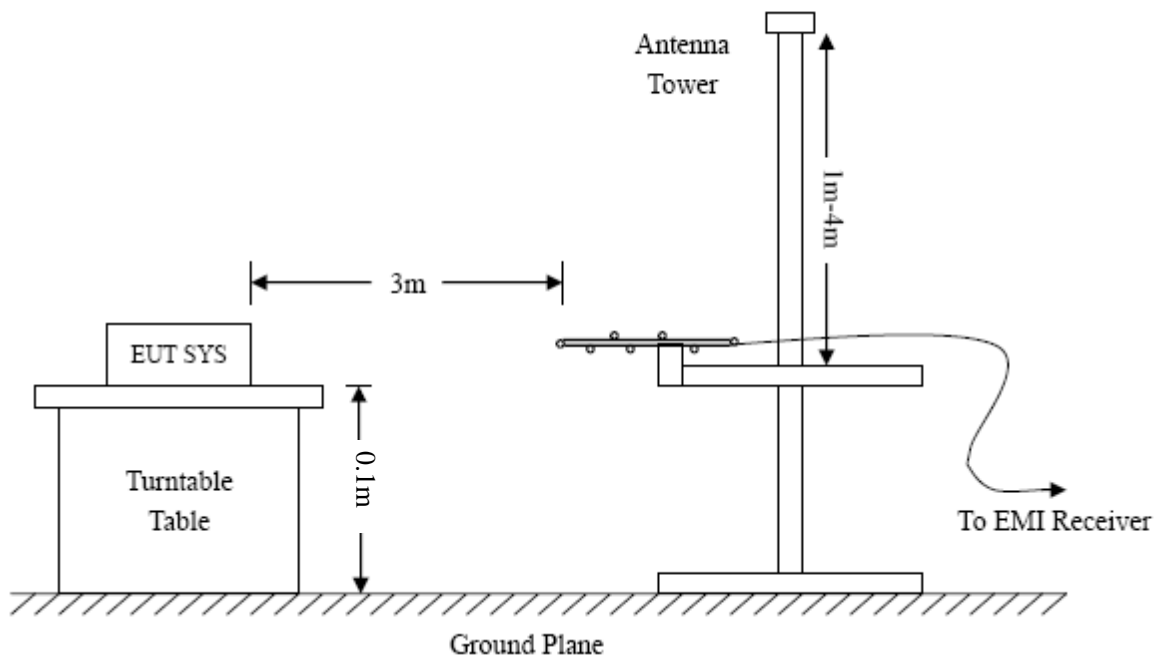 Antenna
Tower
1m-4m
3m
EUT SYS
0.1m
Turntable
Table
To EMI Receiver
Ground Plane